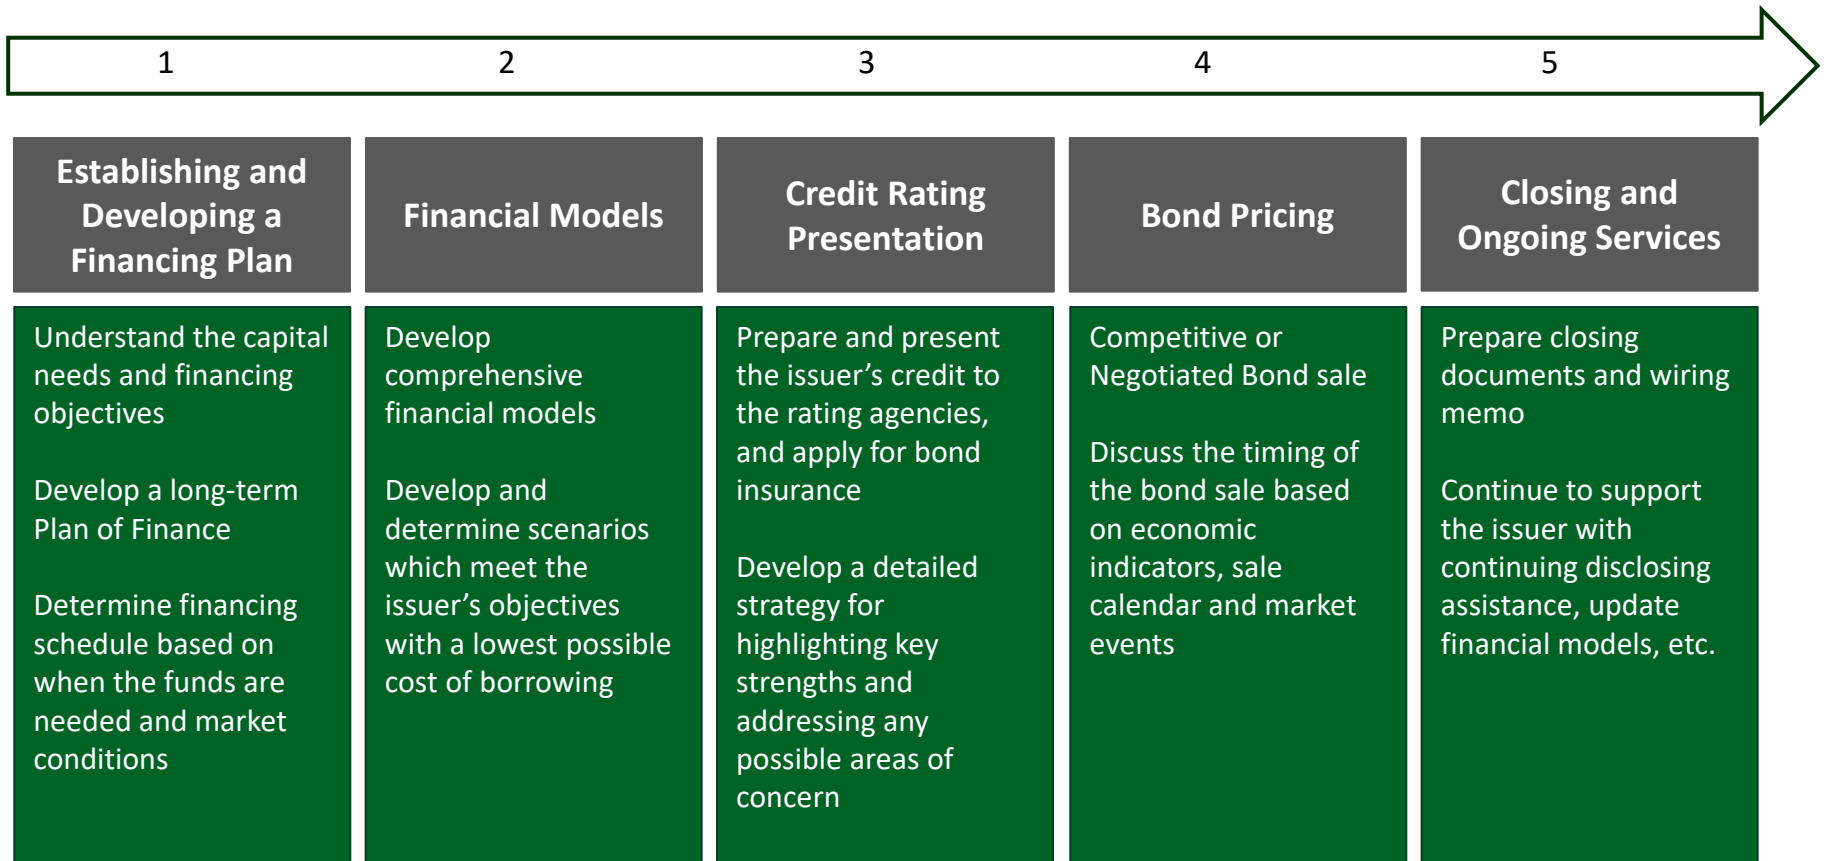 1
2
3
4
5
Establishing and
Developing a
Financing Plan
Financial Models
Credit Rating
Presentation
Bond Pricing
Closing and
Ongoing Services
Understand the capital
needs and financing
objectives
Develop a long-term
Plan of Finance
Determine financing
schedule based on
when the funds are
needed and market
conditions
Develop
comprehensive
financial models
Develop and
determine scenarios
which meet the
issuer’s objectives
with a lowest possible
cost of borrowing
Prepare and present
the issuer’s credit to
the rating agencies,
and apply for bond
insurance
Develop a detailed
strategy for
highlighting key
strengths and
addressing any
possible areas of
concern
Competitive or
Negotiated Bond sale
Discuss the timing of
the bond sale based
on economic
indicators, sale
calendar and market
events
Prepare closing
documents and wiring
memo
Continue to support
the issuer with
continuing disclosing
assistance, update
financial models, etc.